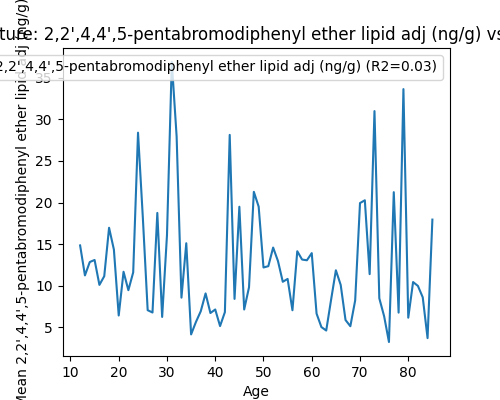 ture: 2,2',4,4',5-pentabromodiphenyl ether lipid adj (ng/g) vs
2,2',4,4',5-pentabromodiphenyl ether lipid adj (ng/g) (R2=0.03)
Mean 2,2',4,4',5-pentabromodiphenyl ether lipid adj (ng/g)
35
30
25
20
15
10
5
10 20 30 40 50 60 70 80
Age